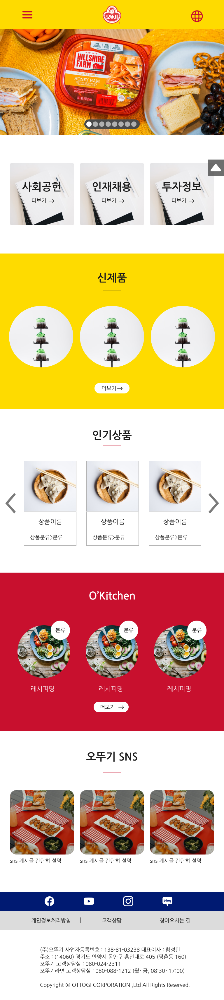 오뚜기
HILLSHIRE
FARM
ULTRA THIN
HONEY HAM
NET WT. 9 OZ (255g)
사회공헌
더보기
인재채용
더보기
투자정보
더보기
신제품
더보기
인기상품
상품이름
상품분류>분류
상품이름
상품분류>분류
상품이름
상품분류>분류
O'Kitchen
분류
분류
분류
레시피명
레시피명
레시피명
더보기
오뚜기 SNS
sns 게시글 간단히 설명
sns 게시글 간단히 설명
sns 게시글 간단히 설명
blog
개인정보처리방침
고객상담
찾아오시는 길
(주)오뚜기 사업자등록번호 : 138-81-03238 대표이사 : 황성만
주소 : (14060) 경기도 안양시 동안구 흥안대로 405 (평촌동 160)
오뚜기 고객상담실 : 080-024-2311
오뚜기라면 고객상담실 : 080-088-1212 (월~금, 08:30~17:00)
Copyright ⓒ OTTOGI CORPORATION.,Ltd All Rights Reserved.